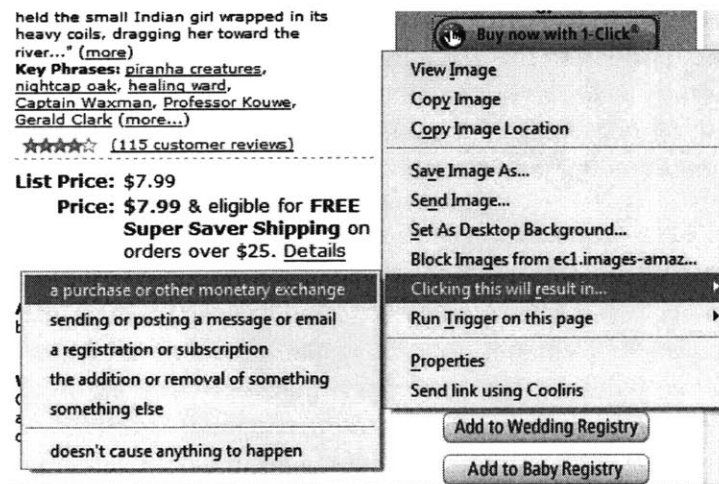 held the small Indian girl wrapped in its
heavy coils, dragging her toward the
river..." (more)
Key Phrases: piranha creatures,
nightcap oak, healing ward,
Captain Waxman, Professor Kouwe,
Gerald Clark (more...)
(115 customer reviews)
List Price: $7.99
Price: $7.99 & eligible for FREE
Super Saver Shipping on
orders over $25. Details
a purchase or other monetary exchange
sending or posting a message or email
a regristration or subscription
the addition or removal of something
something else
doesn't cause anything to happen
Buy now with 1-Click®
View Image
Copy Image
Copy Image Location
Save Image As...
Send Image...
Set As Desktop Background...
Block Images from ec1.images-amaz...
Clicking this will result in...
Run Trigger on this page
Properties
Send link using Cooliris
Add to Wedding Registry
Add to Baby Registry